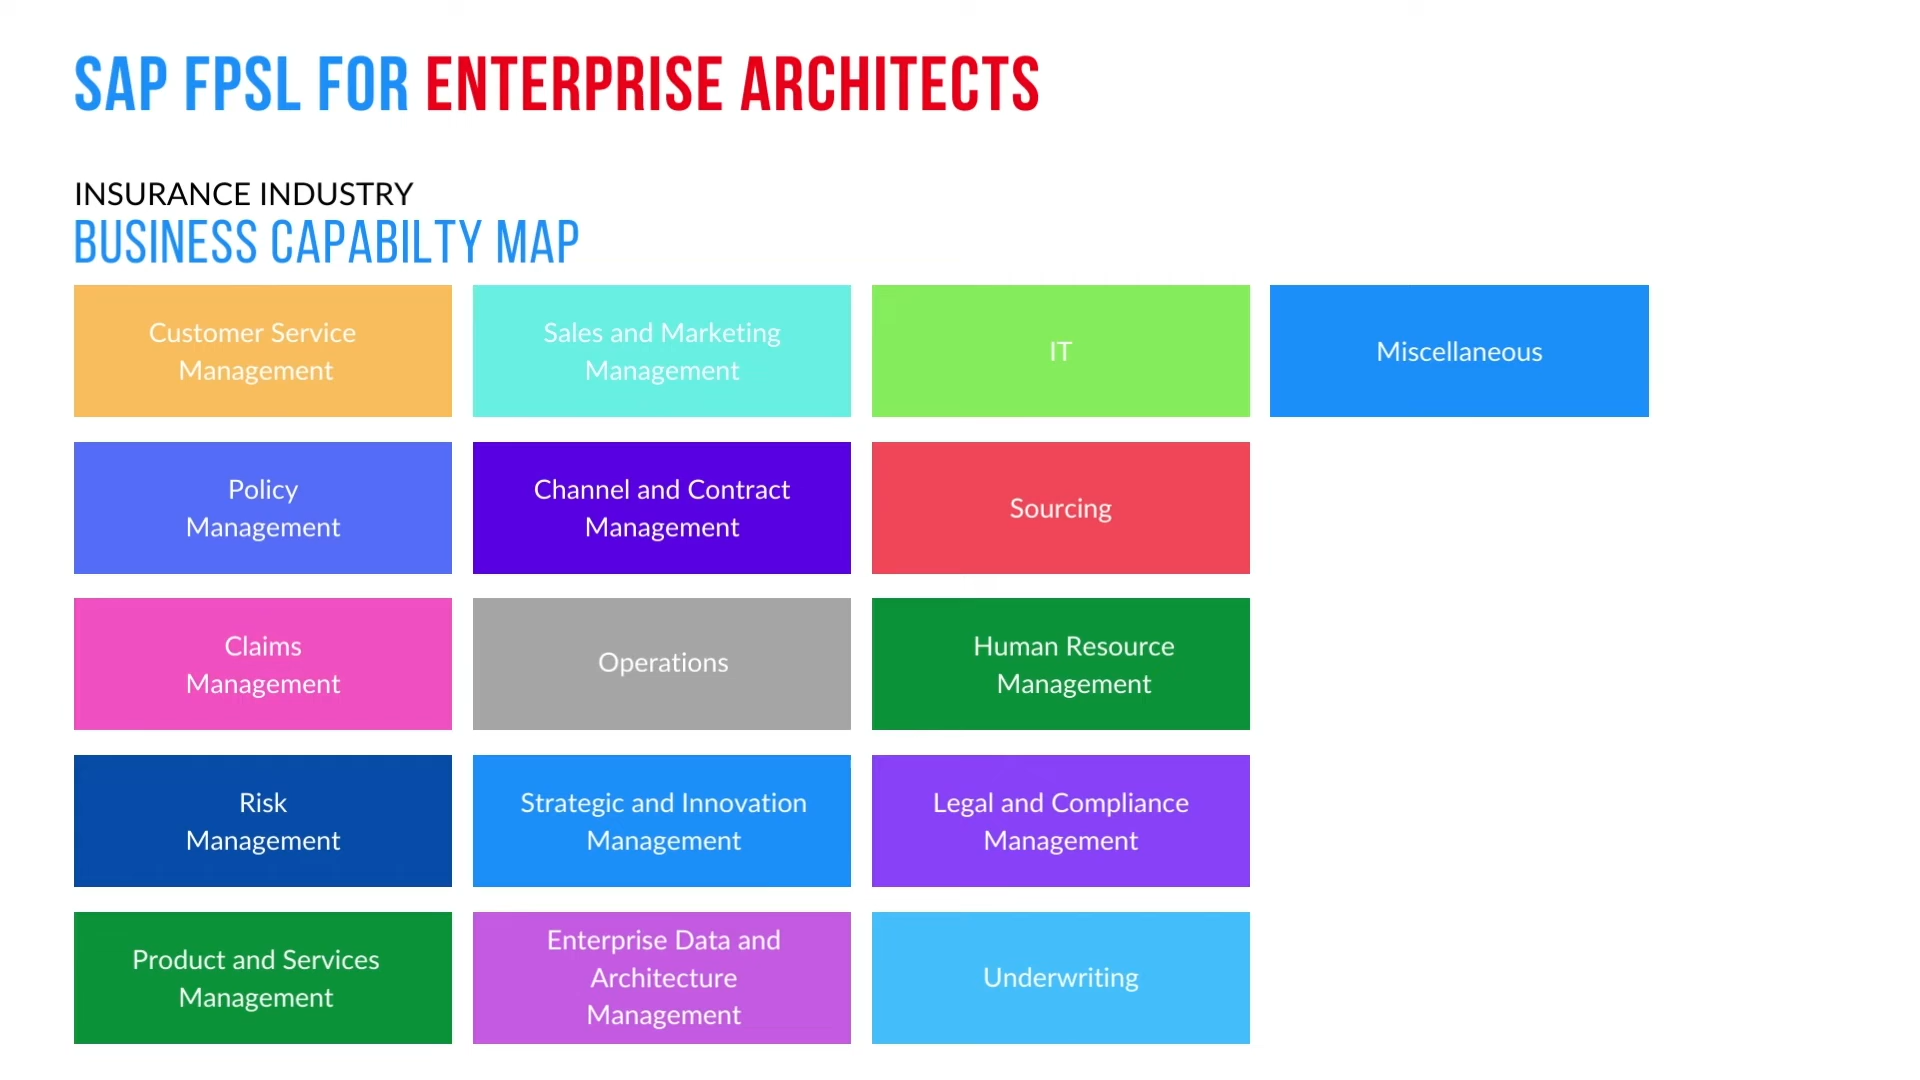 SAP FPSL FOR ENTERPRISE ARCHITECTS
INSURANCE INDUSTRY
BUSINESS CAPABILTY MAP
Customer Service
Management
Sales and Marketing
Management
IT
Miscellaneous
Policy
Management
Channel and Contract
Management
Sourcing
Claims
Management
Operations
Human Resource
Management
Risk
Management
Strategic and Innovation
Management
Legal and Compliance
Management
Product and Services
Management
Enterprise Data and
Architecture
Management
Underwriting